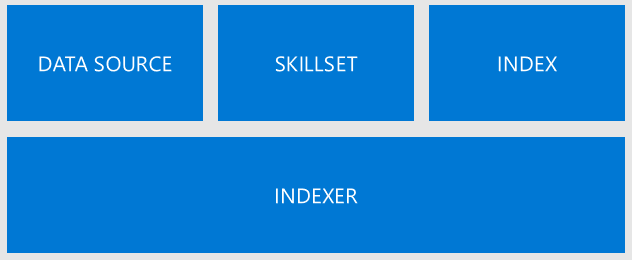 DATA SOURCE
SKILLSET
INDEX
INDEXER